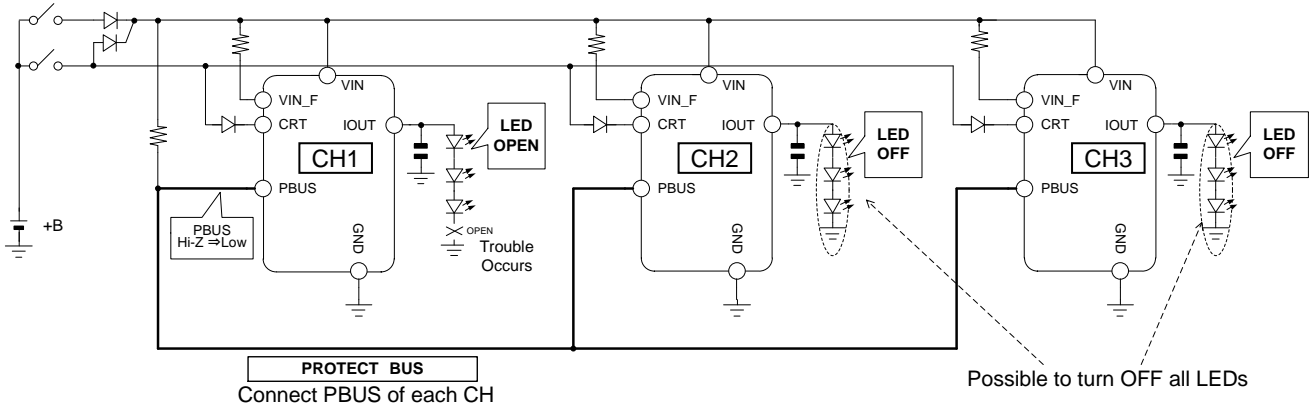 VIN
VIN_F
CRT
IOUT
CH1
PBUS
GND
LED
OPEN
PBUS
Hi-Z ⇒Low
OPEN
Trouble
Occurs
+B
VIN
VIN_F
CRT
IOUT
CH2
PBUS
GND
LED
OFF
VIN
VIN_F
CRT
IOUT
CH3
PBUS
GND
LED
OFF
PROTECT BUS
Connect PBUS of each CH
Possible to turn OFF all LEDs